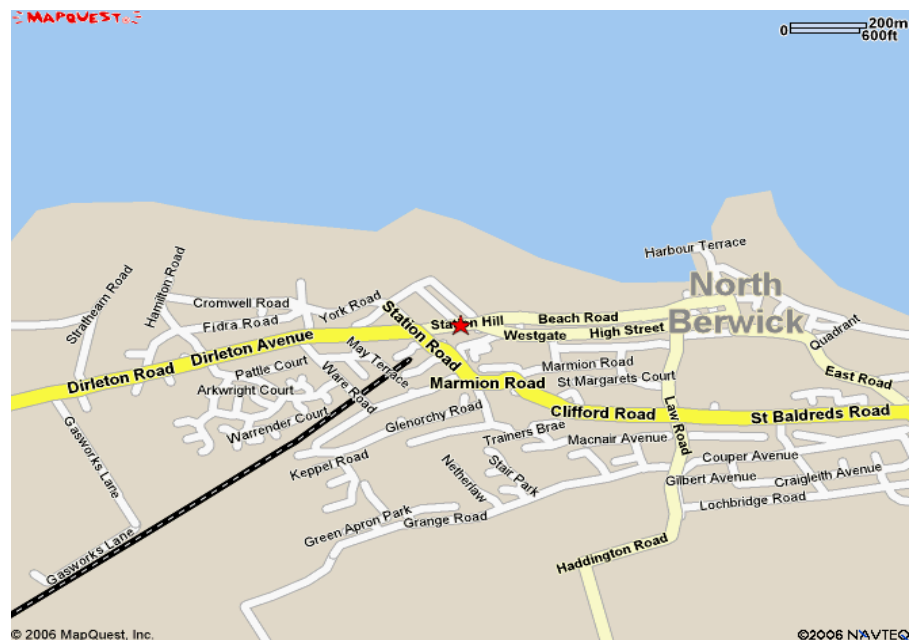 MAPQUEST
200m
0
600ft
Harbour Terrace
Strathearn Road
Hamilton Road
North
Berwick
Cromwell Road
York Road
Fidra Road
Station Road
Station Hill
Beach Road
Westgate
High Street
Quadrant
Dirleton Avenue
Dirleton Road
May Terrace
Pattle Court
Ware Road
Arkwright Court
Marmion Road
St Margarets Court
East Road
Marmion Road
Clifford Road
Law Road
St Baldreds Road
Warrender Court
Glenorchy Road
Trainers Brae
Macnair Avenue
Gasworks Lane
Keppel Road
Netherlaw
Stair Park
Couper Avenue
Gilbert Avenue
Craigleith Avenue
Lochbridge Road
Green Apron Park
Grange Road
Gasworks Lane
Haddington Road
© 2006 MapQuest, Inc.
©2006 NAVTEQ